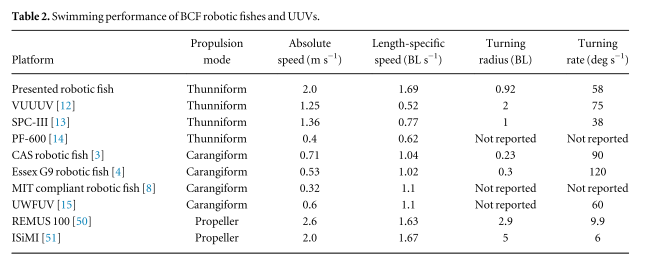 Table 2. Swimming performance of BCF robotic fishes and UUVs.
Platform Propulsion mode Absolute speed (m s⁻¹) Length-specific speed (BL s⁻¹) Turning radius (BL) Turning rate (deg s⁻¹)
Presented robotic fish Thunniform 2.0 1.69 0.92 58
VUUUV [12] Thunniform 1.25 0.52 2 75
SPC-III [13] Thunniform 1.36 0.77 1 38
PF-600 [14] Thunniform 0.4 0.62 Not reported Not reported
CAS robotic fish [3] Carangiform 0.71 1.04 0.23 90
Essex G9 robotic fish [4] Carangiform 0.53 1.02 0.3 120
MIT compliant robotic fish [8] Carangiform 0.32 1.1 Not reported Not reported
UWFUV [15] Carangiform 0.6 1.1 Not reported 60
REMUS 100 [50] Propeller 2.6 1.63 2.9 9.9
ISiMI [51] Propeller 2.0 1.67 5 6